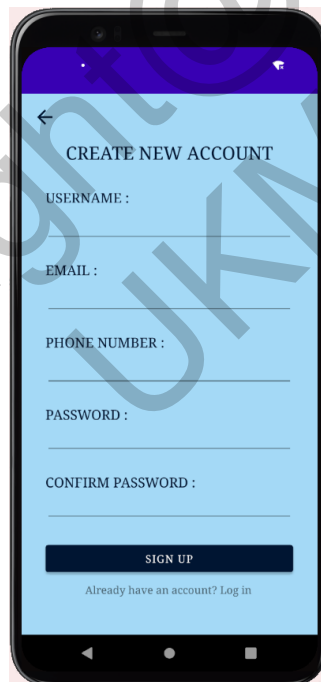 CREATE NEW ACCOUNT
USERNAME :
EMAIL :
PHONE NUMBER :
PASSWORD :
CONFIRM PASSWORD :
SIGN UP
Already have an account? Log in